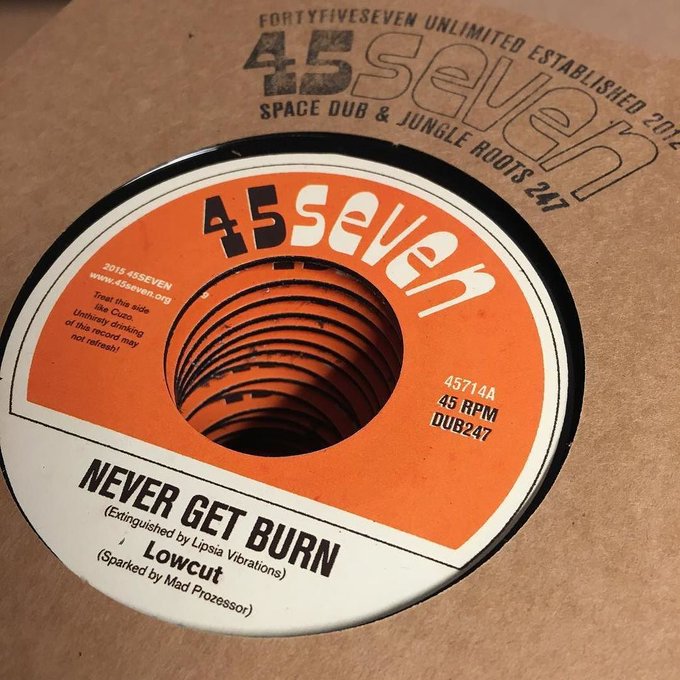 FORTYFIVESEVEN UNLIMITED ESTABLISHED 2012
45seven
SPACE DUB & JUNGLE ROOTS 247
45seven
2015 45SEVEN
www.45seven.org
Treat this side
like Cuzo.
Unthirsty drinking
of this record may
not refresh!
45714A
45 RPM
DUB247
NEVER GET BURN
(Extinguished by Lipsia Vibrations)
Lowcut
(Sparked by Mad Prozessor)